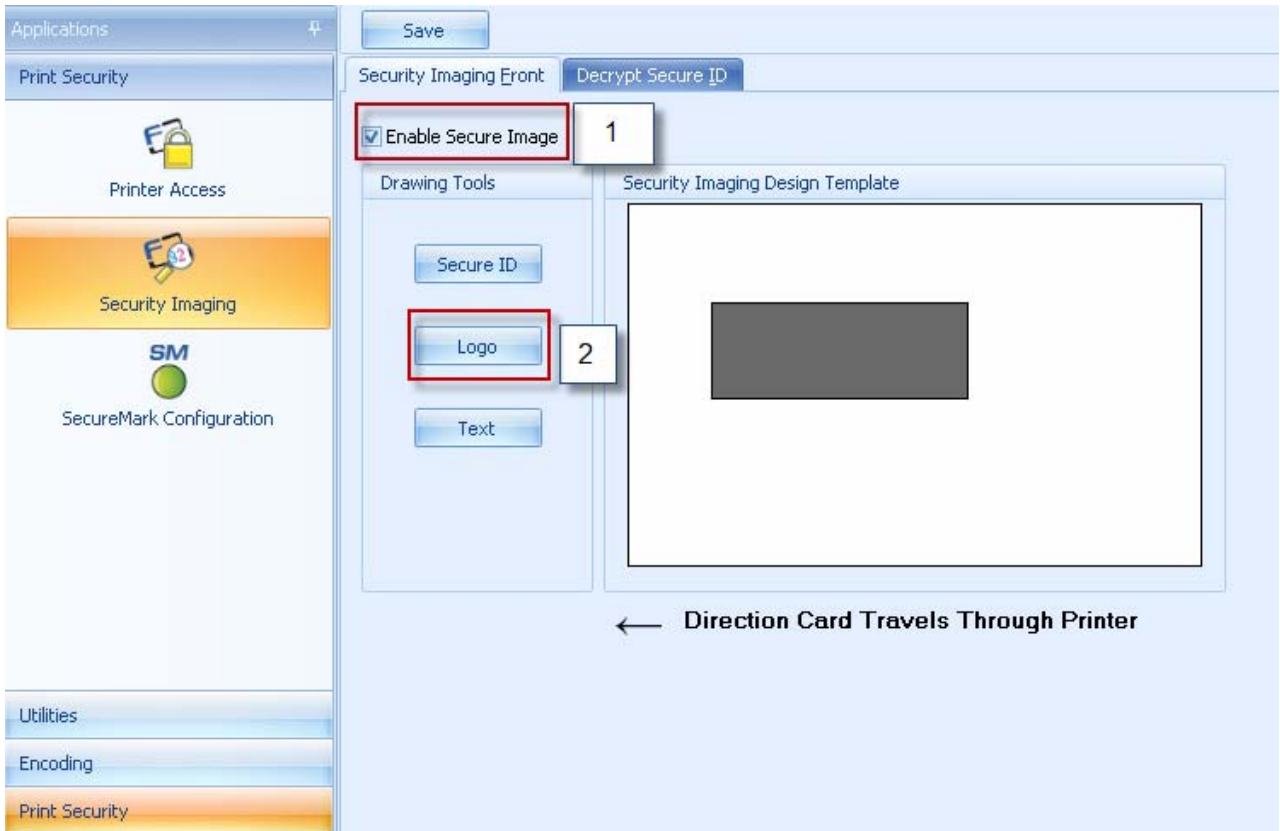 Applications
Print Security
Printer Access
Security Imaging
SM
SecureMark Configuration
Utilities
Encoding
Print Security
Save
Security Imaging Front
Decrypt Secure ID
Enable Secure Image
1
Drawing Tools
Secure ID
Logo
2
Text
Security Imaging Design Template
← Direction Card Travels Through Printer